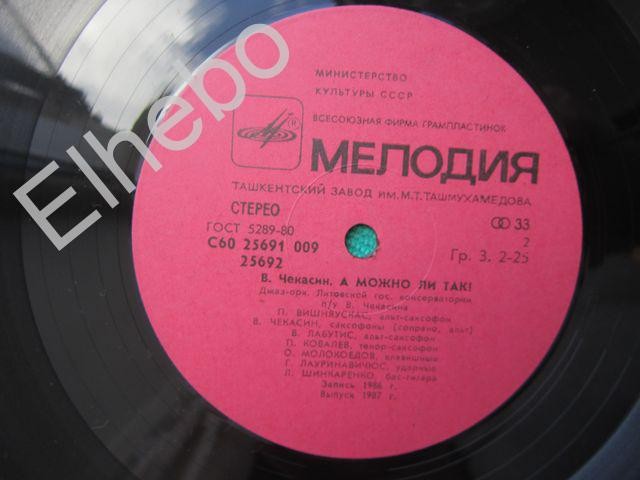 Elhebo
МИНИСТЕРСТВО
КУЛЬТУРЫ СССР
ВСЕСОЮЗНАЯ ФИРМА ГРАМПЛАСТИНОК
МЕЛОДИЯ
ТАШКЕНТСКИЙ ЗАВОД ИМ. М.Т. ТАШМУХАМЕДОВА
СТЕРЕО
33
ГОСТ 5289-80
2
С60 25691 009
Гр. 3. 2-25
25692
В. Чекасин. А МОЖНО ЛИ ТАК!
Джаз-орк. Литовской гос. консерватории
п/у В. Чекасина
П. ВИШНЯУСКАС, альт-саксофон
В. ЧЕКАСИН, саксофоны (сопрано, альт)
В. ЛАБУТИС, альт-саксофон
П. КОВАЛЕВ, тенор-саксофон
О. МОЛОКОЕДОВ, клавишные
Г. ЛАУРИНАВИЧЮС, ударные
Л. ШИНКАРЕНКО, бас-гитара
Запись 1986 г.
Выпуск 1987 г.